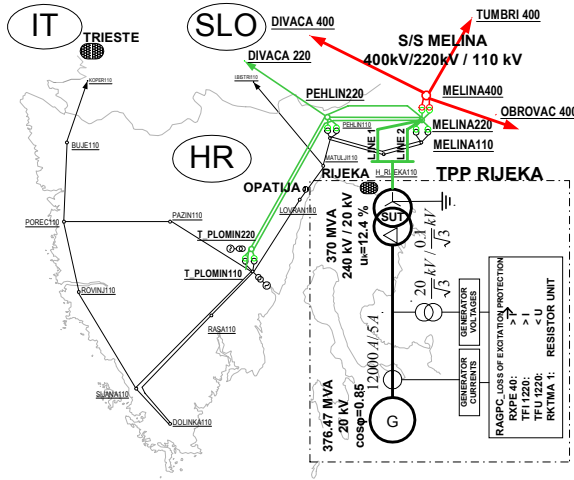 IT
SLO
HR
TRIESTE
DIVACA 400
TUMBRI 400
S/S MELINA
400kV/220kV / 110 kV
DIVACA 220
KOPER110
MELINA400
PEHLIN220
OBROVAC 400
PEHLIN110
LINE 1
LINE 2
MELINA220
MELINA110
BUJE110
MATULJI110
RIJEKA
H_RIJEKA110
TPP RIJEKA
OPATIJA
LOVRAN110
POREC110
PAZIN110
T_PLOMIN220
T_PLOMIN110
ROVINJ110
RASA110
DOLINKA110
SUT
370 MVA
240 kV / 20 kV
uk=12.4 %
20 kV / 0.1 kV
√3 √3
12000 A/5 A
376.47 MVA
20 kV
cosφ=0.85
G
GENERATOR
VOLTAGES
GENERATOR
CURRENTS
RAGPC_LOSS OF EXCITATION PROTECTION
RXPE 40:
TFI 1220: > I
TFU 1220: < U
RKTMA 1: RESISTOR UNIT